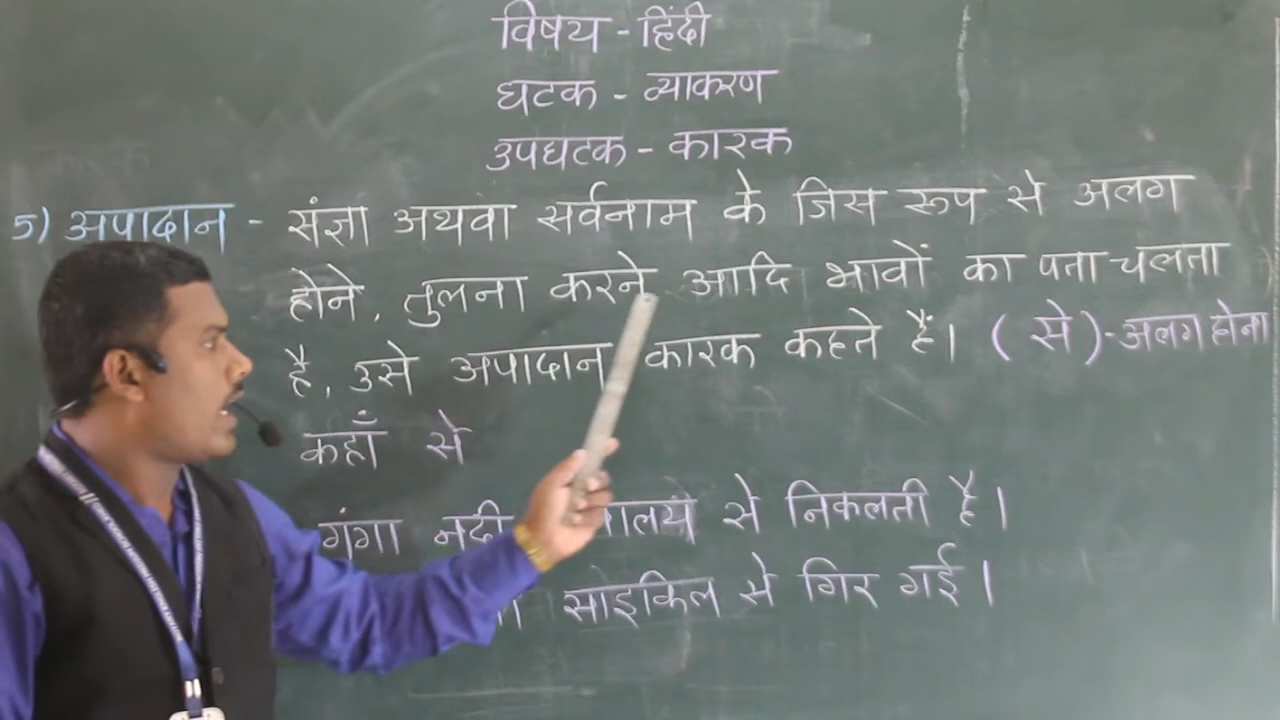 विषय - हिंदी
घटक - व्याकरण
उपघटक - कारक
5) अपादान - संज्ञा अथवा सर्वनाम के जिस रूप से अलग
होने, तुलना करने आदि भावों का पता चलता
है, उसे अपादान कारक कहते हैं। (से)-अलग होना
कहाँ से
गंगा नदी से निकलती है।
साइकिल से गिर गई।